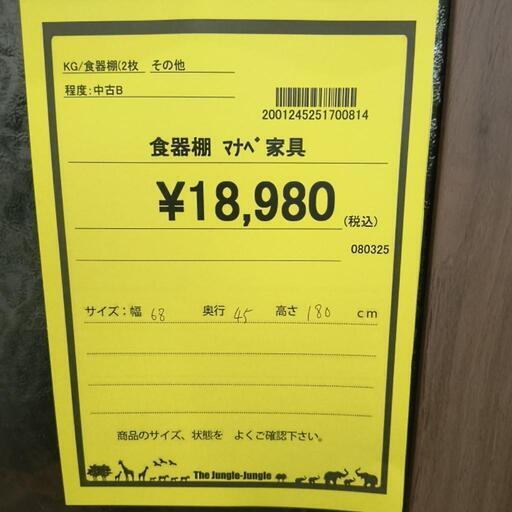 KG/食器棚(2枚 その他
程度:中古B
2001245251700814
食器棚 ﾏﾅﾍﾞ家具
¥18,980(税込)
080325
サイズ:幅 68 奥行 45 高さ 180 cm
商品のサイズ、状態を よくご確認下さい。
The Jungle-Jungle